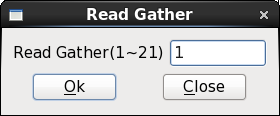 Read Gather
Read Gather(1~21) 1
Ok Close